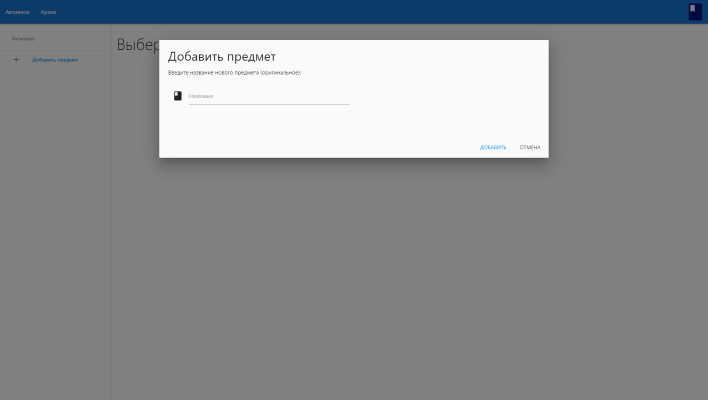 Активное Архив
Активное
Добавить предмет
Выбер
Добавить предмет
Введите название нового предмета (оригинальное):
Название
ДОБАВИТЬ ОТМЕНА